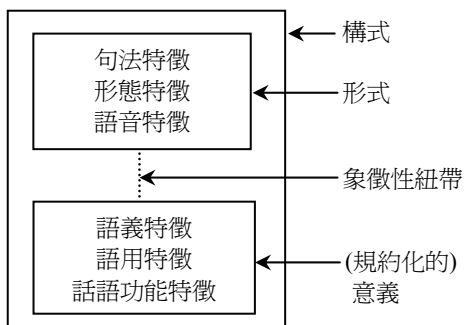 構式
句法特徵
形態特徵
語音特徵
形式
象徵性紐帶
語義特徵
語用特徵
話語功能特徵
(規約化的)
意義